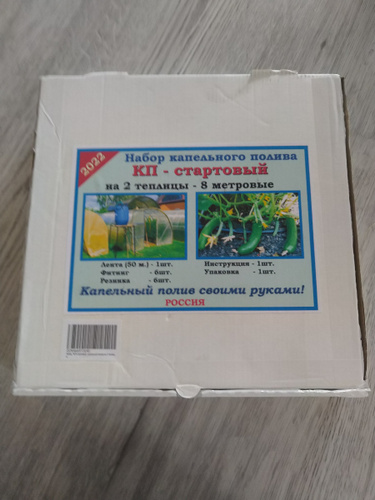 2022
Набор капельного полива
КП - стартовый
на 2 теплицы - 8 метровые
Лента (50 м.) - 1шт.
Фитинг - 6шт.
Резинка - 6шт.
Инструкция - 1шт.
Упаковка - 1шт.
Капельный полив своими руками!
РОССИЯ